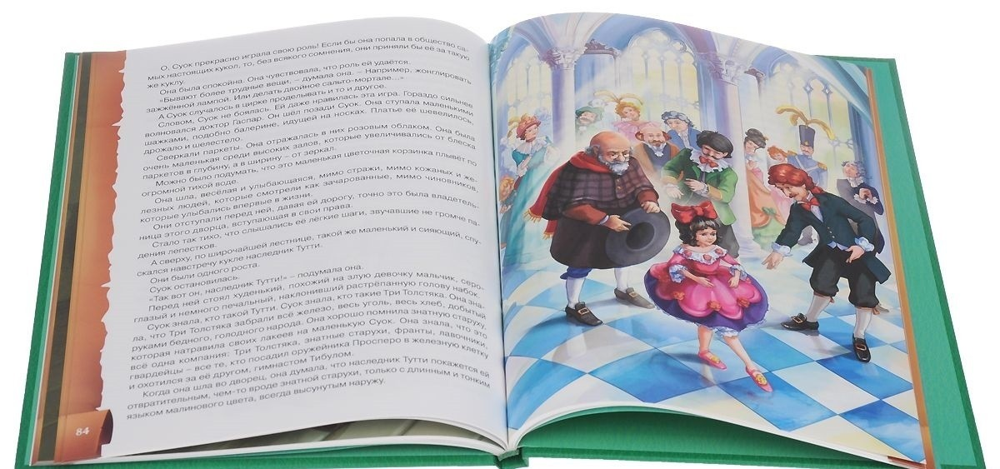 О, Суок прекрасно играла свою роль! Если бы она попала в общество са-
мых настоящих кукол, то, без всякого сомнения, они приняли бы её за такую
же куклу.
Она была спокойна. Она чувствовала, что роль ей удаётся.
«Бывают более трудные вещи, – думала она. – Например, жонглировать
зажжённой лампой. Или делать двойное сальто-мортале...»
А Суок случалось в цирке проделывать и то и другое.
Словом, Суок не боялась. Ей даже нравилась эта игра. Гораздо сильнее
волновался доктор Гаспар. Он шёл позади Суок. Она ступала маленькими
шажками, подобно балерине, идущей на носках. Платье её шевелилось,
дрожало и шелестело.
Сверкали паркеты. Она отражалась в них розовым облаком. Она была
очень маленькая среди высоких залов, которые увеличивались от блеска
паркетов в глубину, а в ширину – от зеркал.
Можно было подумать, что это маленькая цветочная корзинка плывёт по
огромной тихой воде.
Она шла, весёлая и улыбающаяся, мимо стражи, мимо кожаных и же-
лезных людей, которые смотрели как зачарованные, мимо чиновников,
которые улыбались впервые в жизни.
Они отступали перед ней, давая ей дорогу, точно это была владетель-
ница этого дворца, вступающая в свои права.
Стало так тихо, что слышались её лёгкие шаги, звучавшие не громче па-
дения лепестков.
А сверху, по широчайшей лестнице, такой же маленький и сияющий, спу-
скался навстречу кукле наследник Тутти.
Они были одного роста.
Суок остановилась.
«Так вот он, наследник Тутти!» – подумала она.
Перед ней стоял худенький, похожий на злую девочку мальчик, серо-
глазый и немного печальный, наклонивший растрёпанную голову набок.
Суок знала, кто такой Тутти. Суок знала, кто такие Три Толстяка. Она зна-
ла, что Три Толстяка забрали всё железо, весь уголь, весь хлеб, добытый
руками бедного, голодного народа. Она хорошо помнила знатную старуху,
которая натравила своих лакеев на маленькую Суок. Она знала, что это
всё одна компания: Три Толстяка, знатные старухи, франты, лавочники,
гвардейцы – все те, кто посадил оружейника Просперо в железную клетку
и охотился за её другом, гимнастом Тибулом.
Когда она шла во дворец, она думала, что наследник Тутти покажется ей
отвратительным, чем-то вроде знатной старухи, только с длинным и тонким
языком малинового цвета, всегда высунутым наружу.
84